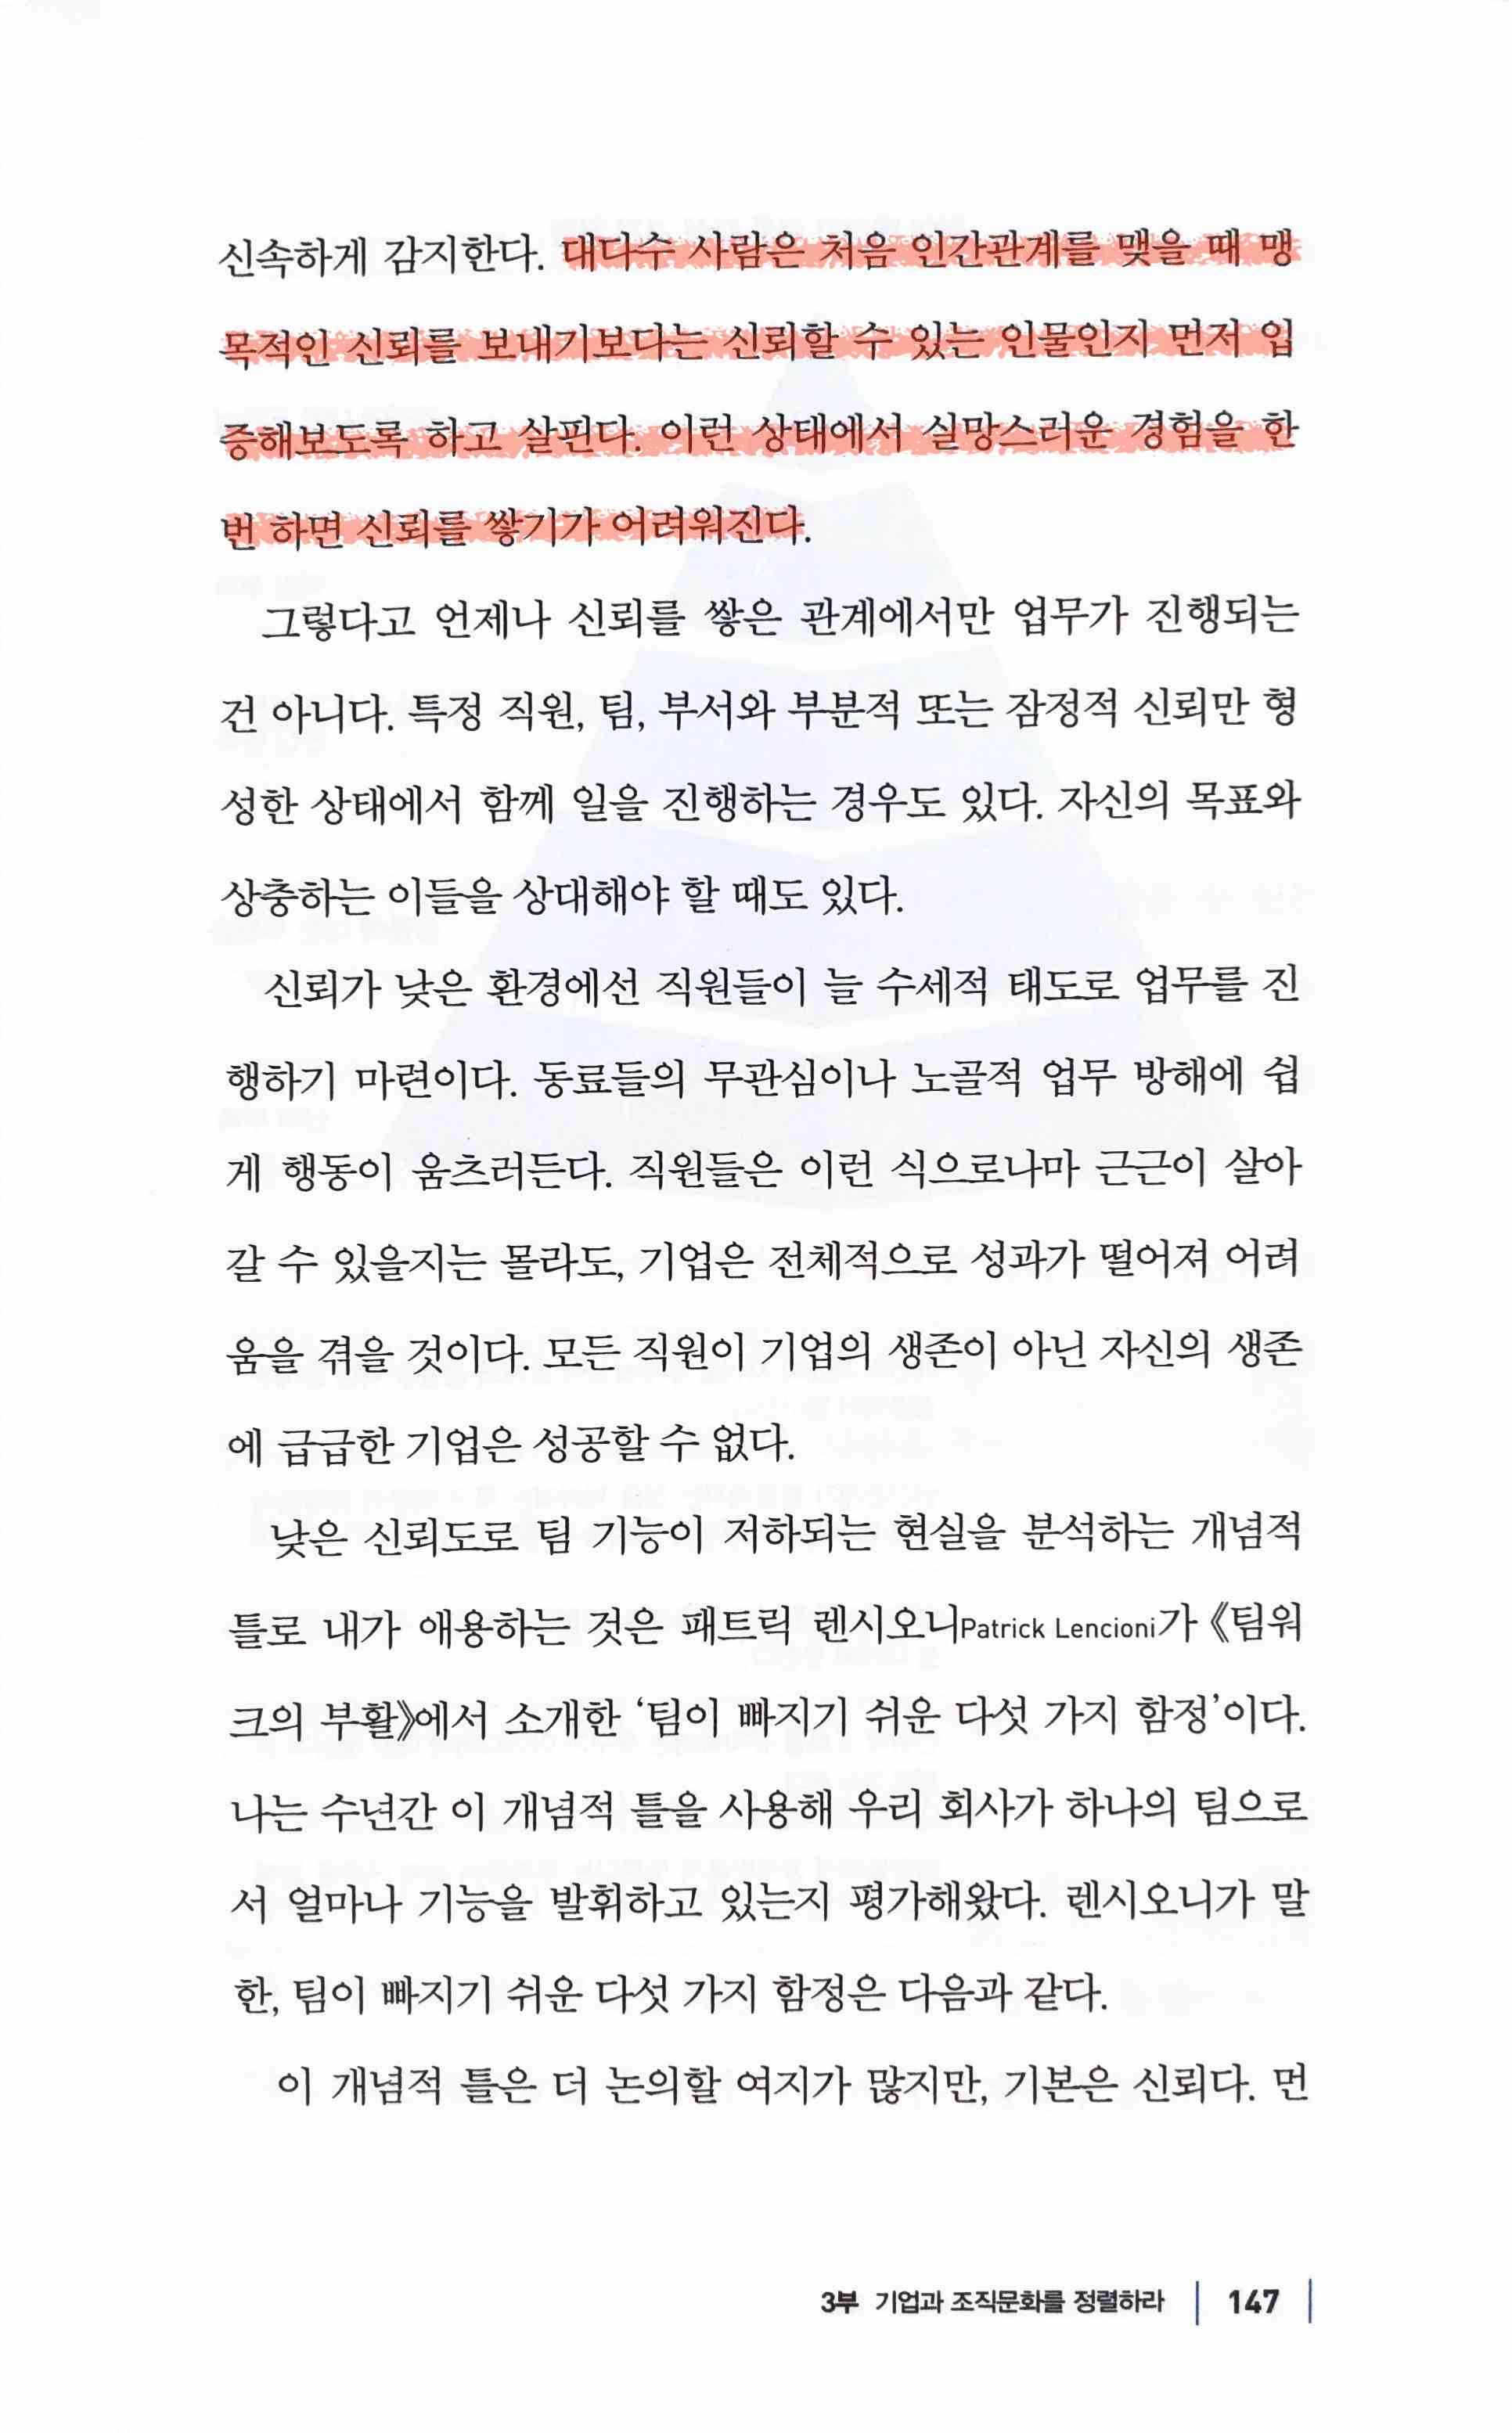 신속하게 감지한다. 대다수 사람은 처음 인간관계를 맺을 때 맹
목적인 신뢰를 보내기보다는 신뢰할 수 있는 인물인지 먼저 입
증해보도록 하고 살핀다. 이런 상태에서 실망스러운 경험을 한
번 하면 신뢰를 쌓기가 어려워진다.
그렇다고 언제나 신뢰를 쌓은 관계에서만 업무가 진행되는
건 아니다. 특정 직원, 팀, 부서와 부분적 또는 잠정적 신뢰만 형
성한 상태에서 함께 일을 진행하는 경우도 있다. 자신의 목표와
상충하는 이들을 상대해야 할 때도 있다.
신뢰가 낮은 환경에선 직원들이 늘 수세적 태도로 업무를 진
행하기 마련이다. 동료들의 무관심이나 노골적 업무 방해에 쉽
게 행동이 움츠러든다. 직원들은 이런 식으로나마 근근이 살아
갈 수 있을지는 몰라도, 기업은 전체적으로 성과가 떨어져 어려
움을 겪을 것이다. 모든 직원이 기업의 생존이 아닌 자신의 생존
에 급급한 기업은 성공할 수 없다.
낮은 신뢰도로 팀 기능이 저하되는 현실을 분석하는 개념적
틀로 내가 애용하는 것은 패트릭 렌시오니Patrick Lencioni가 《팀워
크의 부활》에서 소개한 ‘팀이 빠지기 쉬운 다섯 가지 함정’이다.
나는 수년간 이 개념적 틀을 사용해 우리 회사가 하나의 팀으로
서 얼마나 기능을 발휘하고 있는지 평가해왔다. 렌시오니가 말
한, 팀이 빠지기 쉬운 다섯 가지 함정은 다음과 같다.
이 개념적 틀은 더 논의할 여지가 많지만, 기본은 신뢰다. 먼
3부 기업과 조직문화를 정렬하라 | 147 |